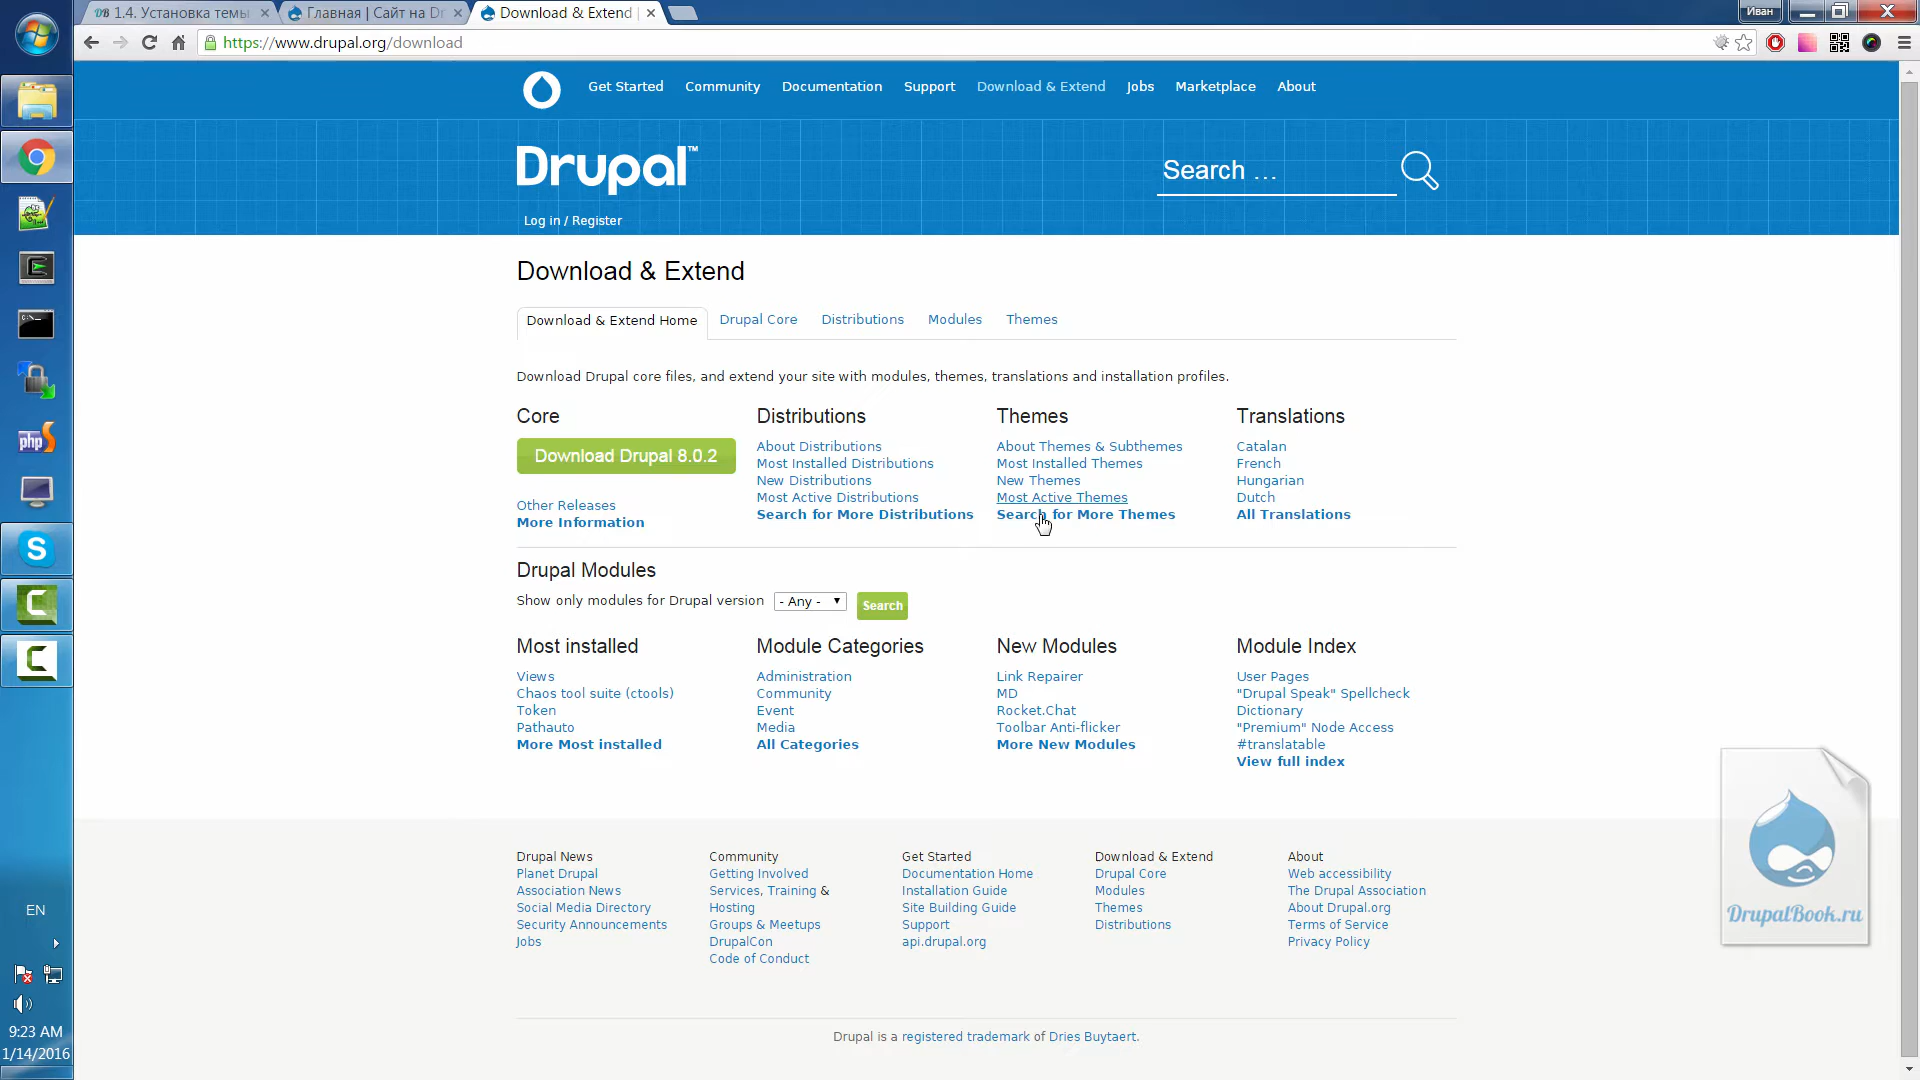 1.4. Установка темы
Главная | Сайт на Dr
Download & Extend
Иван
https://www.drupal.org/download
Get Started
Community
Documentation
Support
Download & Extend
Jobs
Marketplace
About
Drupal™
Search ...
Log in / Register
Download & Extend
Download & Extend Home
Drupal Core
Distributions
Modules
Themes
Download Drupal core files, and extend your site with modules, themes, translations and installation profiles.
Core
Download Drupal 8.0.2
Other Releases
More Information
Distributions
About Distributions
Most Installed Distributions
New Distributions
Most Active Distributions
Search for More Distributions
Themes
About Themes & Subthemes
Most Installed Themes
New Themes
Most Active Themes
Search for More Themes
Translations
Catalan
French
Hungarian
Dutch
All Translations
Drupal Modules
Show only modules for Drupal version
- Any -
Search
Most installed
Views
Chaos tool suite (ctools)
Token
Pathauto
More Most installed
Module Categories
Administration
Community
Event
Media
All Categories
New Modules
Link Repairer
MD
Rocket.Chat
Toolbar Anti-flicker
More New Modules
Module Index
User Pages
"Drupal Speak" Spellcheck
Dictionary
"Premium" Node Access
#translatable
View full index
Drupal News
Planet Drupal
Association News
Social Media Directory
Security Announcements
Jobs
Community
Getting Involved
Services, Training &
Hosting
Groups & Meetups
DrupalCon
Code of Conduct
Get Started
Documentation Home
Installation Guide
Site Building Guide
Support
api.drupal.org
Download & Extend
Drupal Core
Modules
Themes
Distributions
About
Web accessibility
The Drupal Association
About Drupal.org
Terms of Service
Privacy Policy
Drupal is a registered trademark of Dries Buytaert.
DrupalBook.ru
php
EN
9:23 AM
1/14/2016